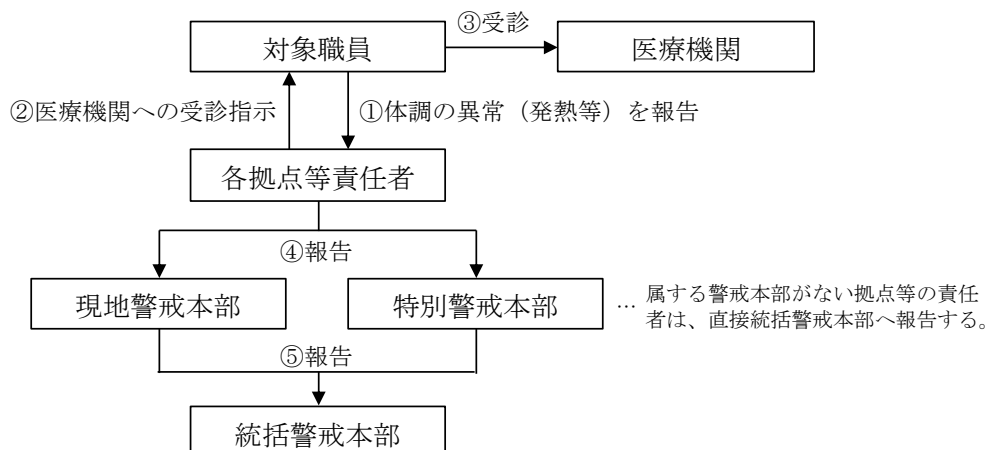 ③受診
対象職員
医療機関
②医療機関への受診指示
①体調の異常（発熱等）を報告
各拠点等責任者
④報告
現地警戒本部
特別警戒本部
… 属する警戒本部がない拠点等の責任
者は、直接統括警戒本部へ報告する。
⑤報告
統括警戒本部